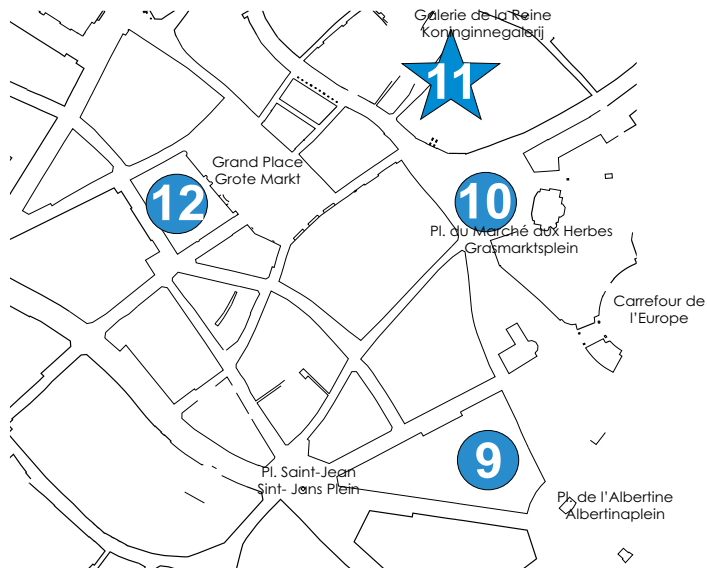 Galerie de la Reine
Koninginnegalerij
11
Grand Place
Grote Markt
12
10
Pl. du Marché aux Herbes
Grasmarktsplein
Carrefour de
l'Europe
9
Pl. Saint-Jean
Sint- Jans Plein
Pl. de l'Albertine
Albertinaplein